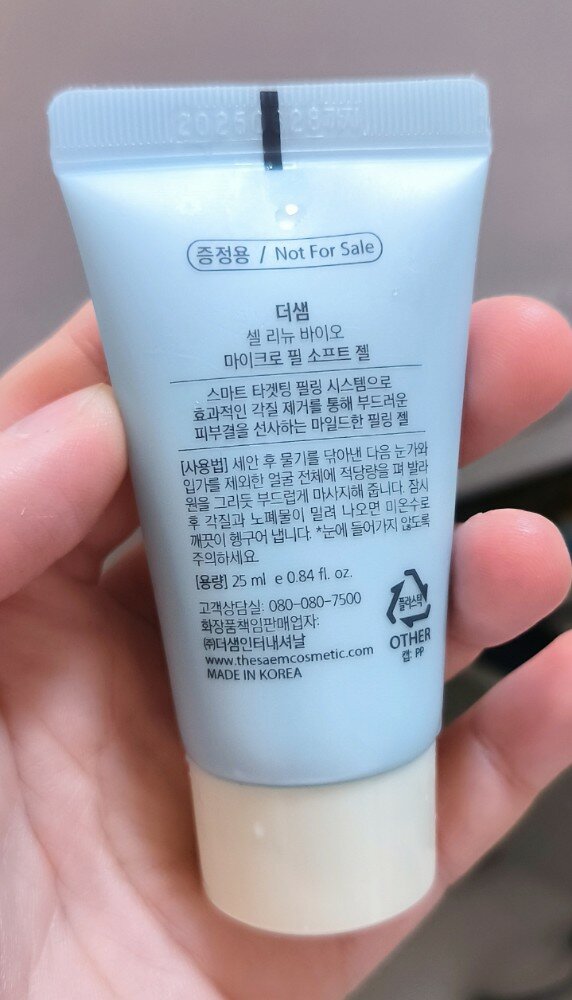 증정용 / Not For Sale
더샘
셀 리뉴 바이오
마이크로 필 소프트 젤
스마트 타겟팅 필링 시스템으로
효과적인 각질 제거를 통해 부드러운
피부결을 선사하는 마일드한 필링 젤
[사용법] 세안 후 물기를 닦아낸 다음 눈가와
입가를 제외한 얼굴 전체에 적당량을 펴 발라
원을 그리듯 부드럽게 마사지해 줍니다. 잠시
후 각질과 노폐물이 밀려 나오면 미온수로
깨끗이 헹구어 냅니다. *눈에 들어가지 않도록
주의하세요.
[용량] 25 ml e 0.84 fl. oz.
고객상담실: 080-080-7500
화장품책임판매업자:
㈜더샘인터내셔날
www.thesaemcosmetic.com
MADE IN KOREA
플라스틱
OTHER
캡: PP